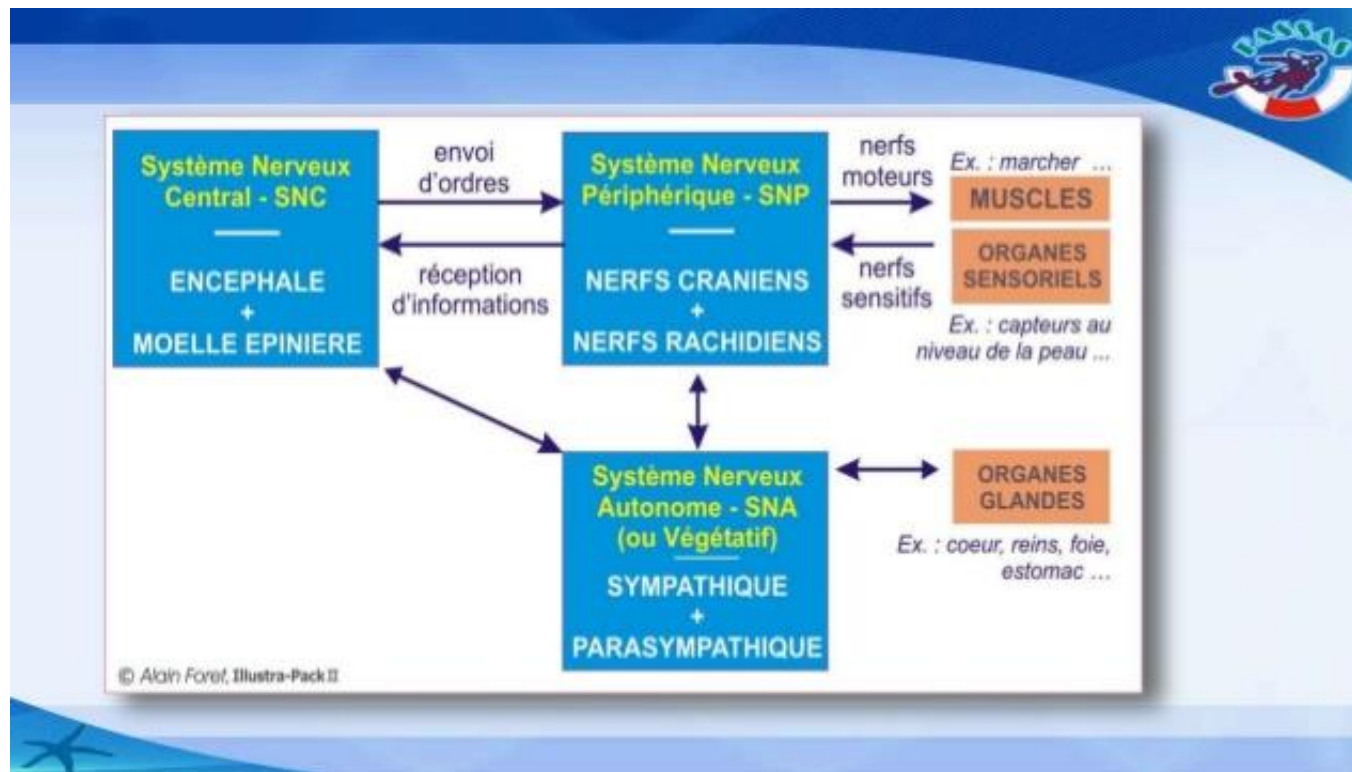 SASSAS
Système Nerveux
Central - SNC
ENCEPHALE
+
MOELLE EPINIERE
envoi
d'ordres
réception
d'informations
Système Nerveux
Périphérique - SNP
NERFS CRANIENS
+
NERFS RACHIDIENS
nerfs
moteurs
nerfs
sensitifs
Ex. : marcher ...
MUSCLES
ORGANES
SENSORIELS
Ex. : capteurs au
niveau de la peau ...
Système Nerveux
Autonome - SNA
(ou Végétatif)
SYMPATHIQUE
+
PARASYMPATHIQUE
ORGANES
GLANDES
Ex. : coeur, reins, foie,
estomac ...
© Alain Foret, Illustra-Pack II